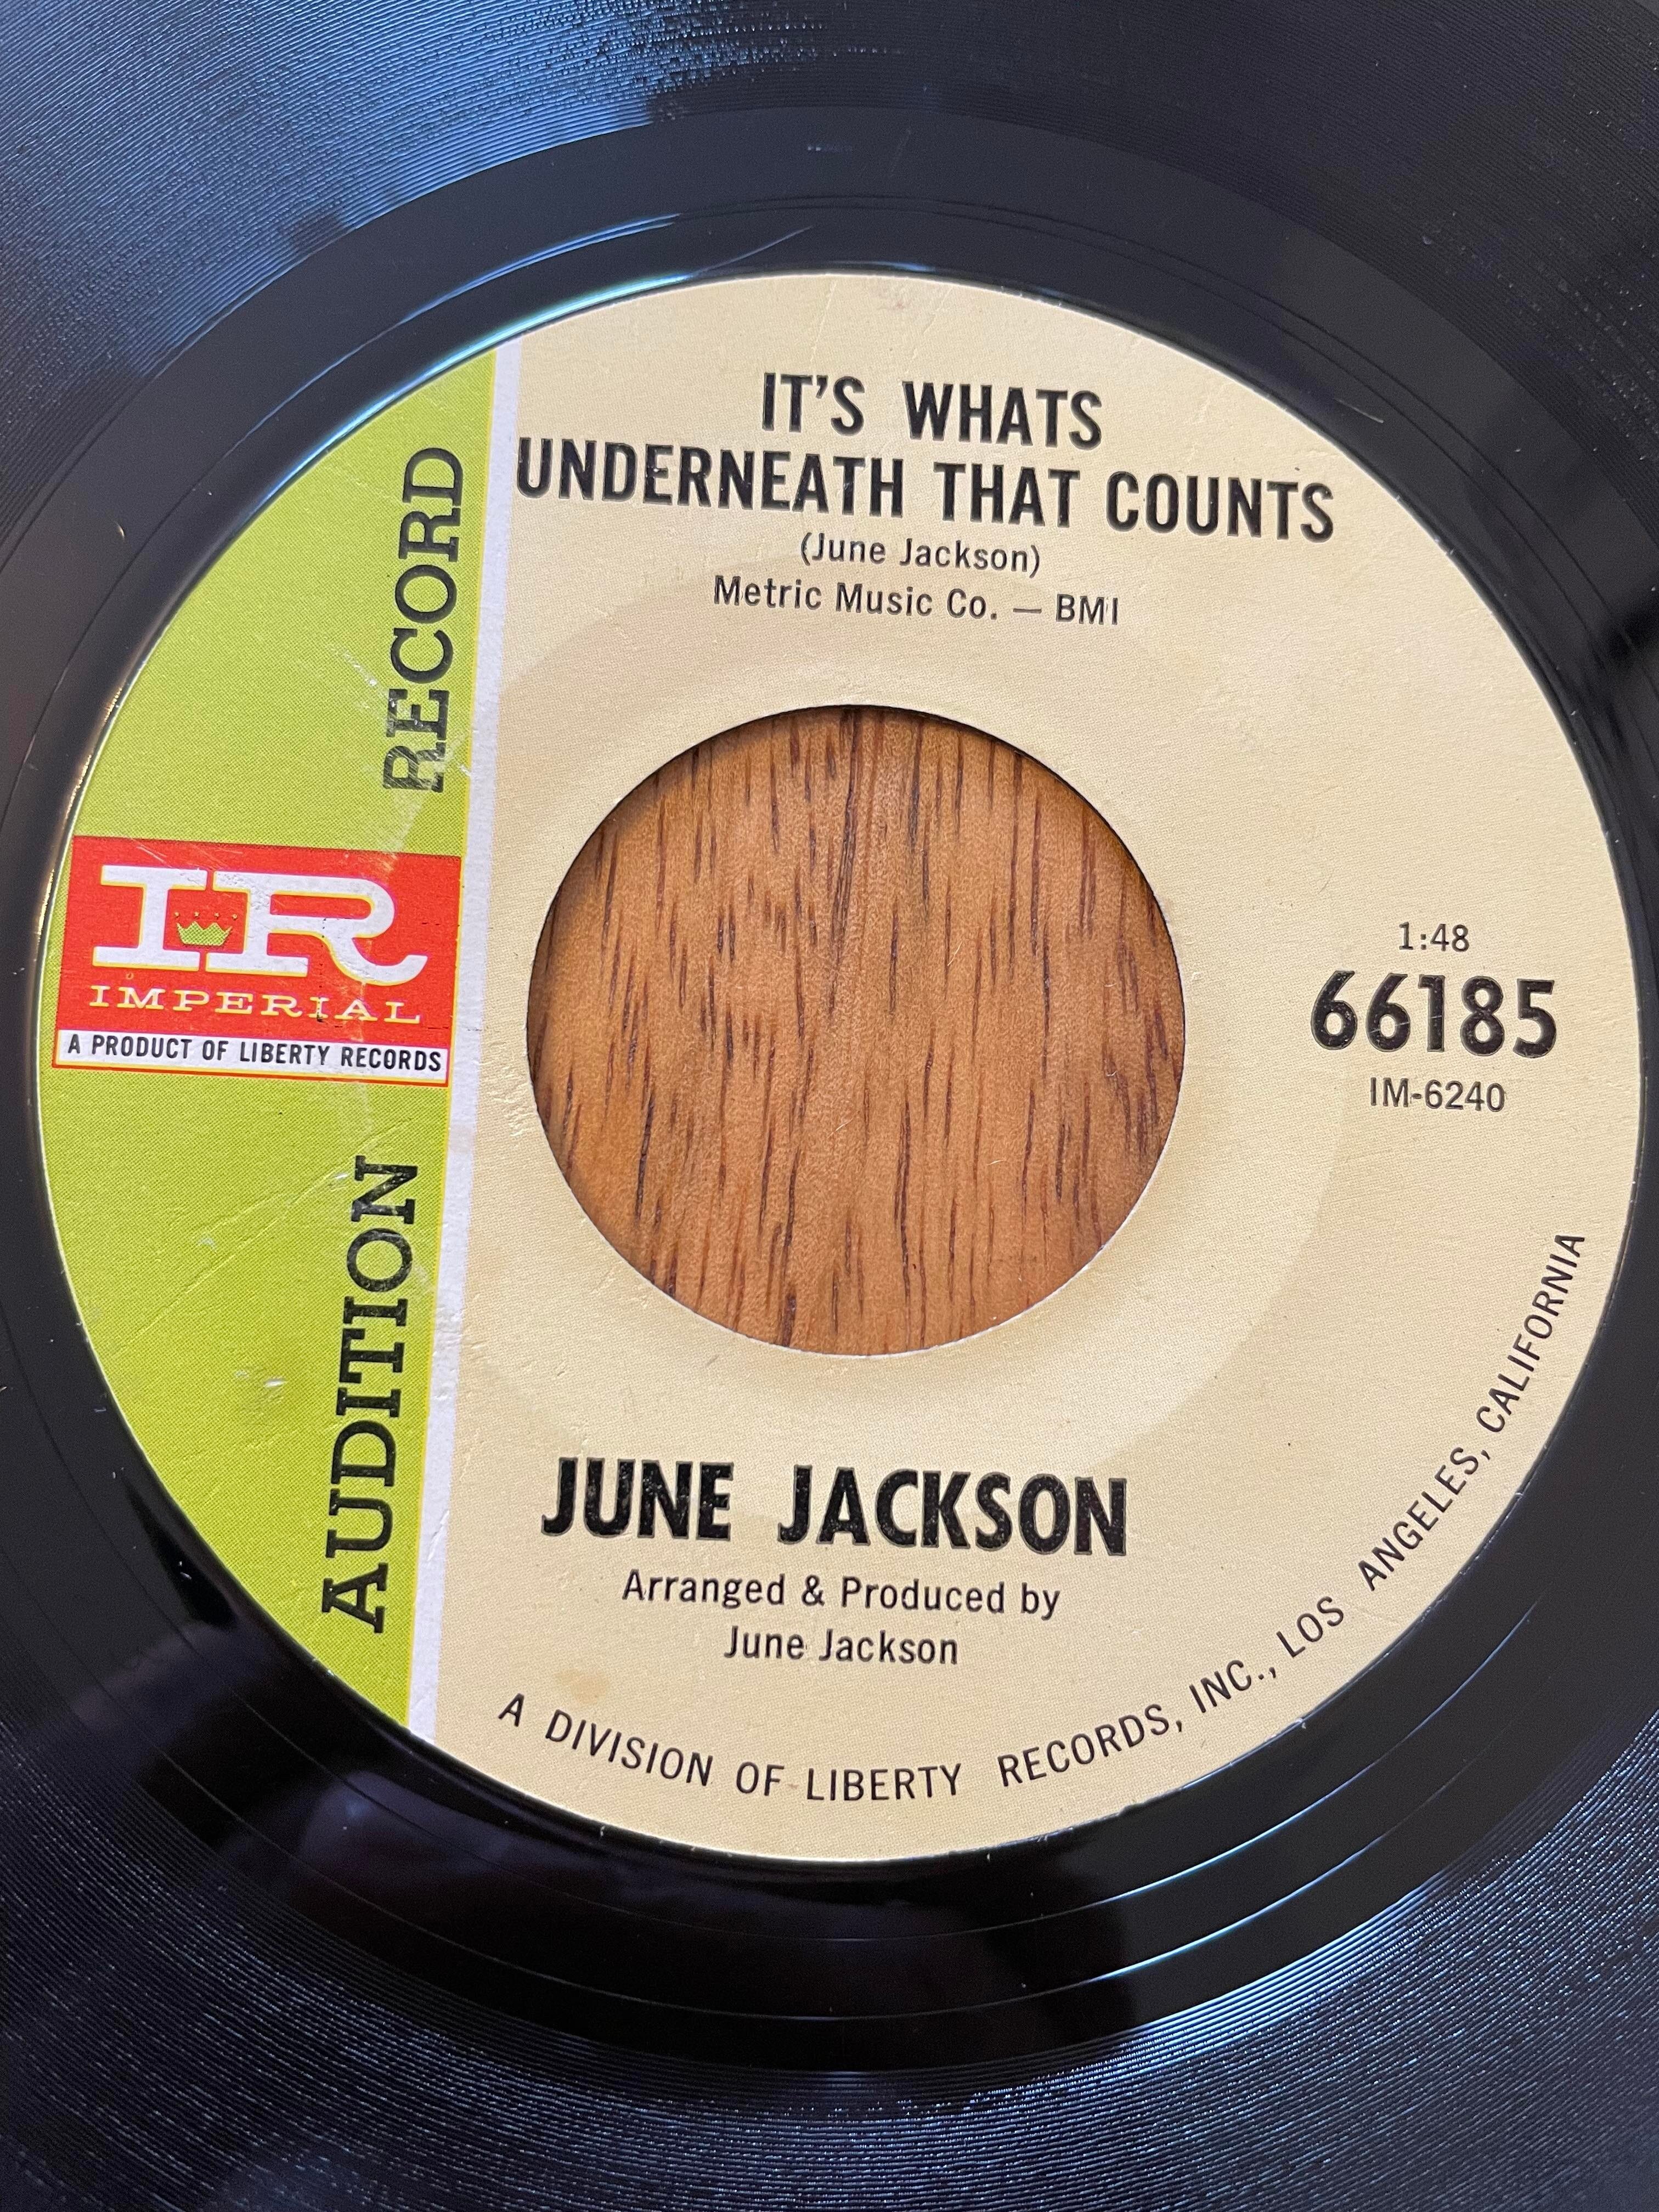 IT'S WHATS
UNDERNEATH THAT COUNTS
(June Jackson)
Metric Music Co. — BMI
AUDITION RECORD
IR
IMPERIAL
A PRODUCT OF LIBERTY RECORDS
1:48
66185
IM-6240
JUNE JACKSON
Arranged & Produced by
June Jackson
A DIVISION OF LIBERTY RECORDS, INC., LOS ANGELES, CALIFORNIA